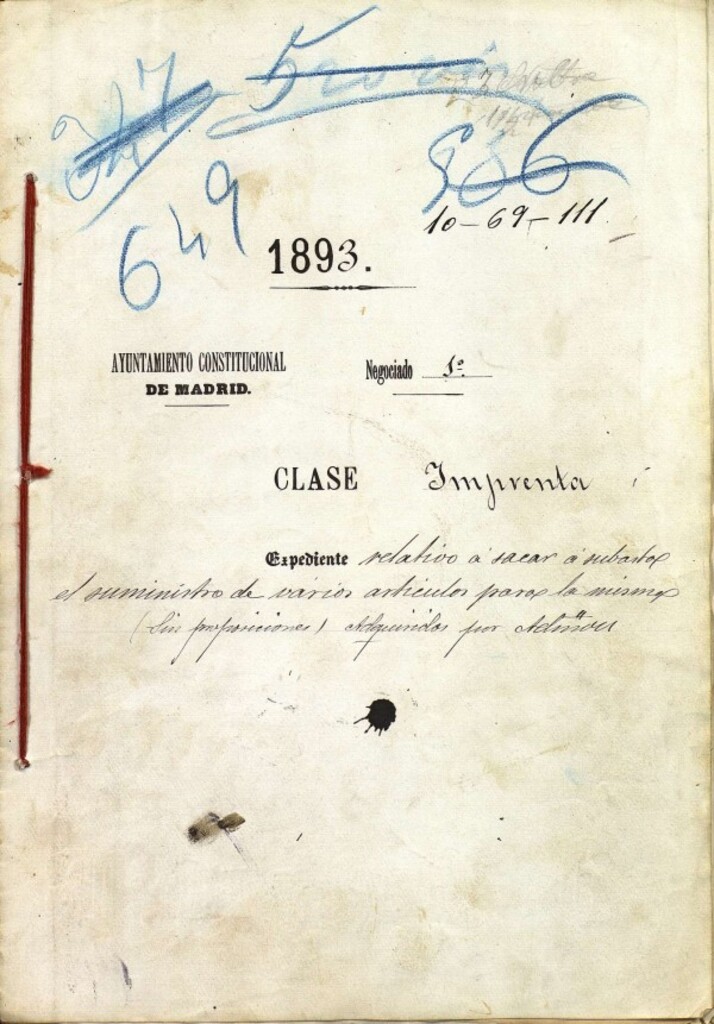 649
556
10-69-111
1893.
AYUNTAMIENTO CONSTITUCIONAL
DE MADRID.
Negociado 1º
CLASE Imprenta
Expediente relativo á sacar á subasta
el suministro de varios articulos para la misma
(Sin proposiciones) Adquiridos por Admon